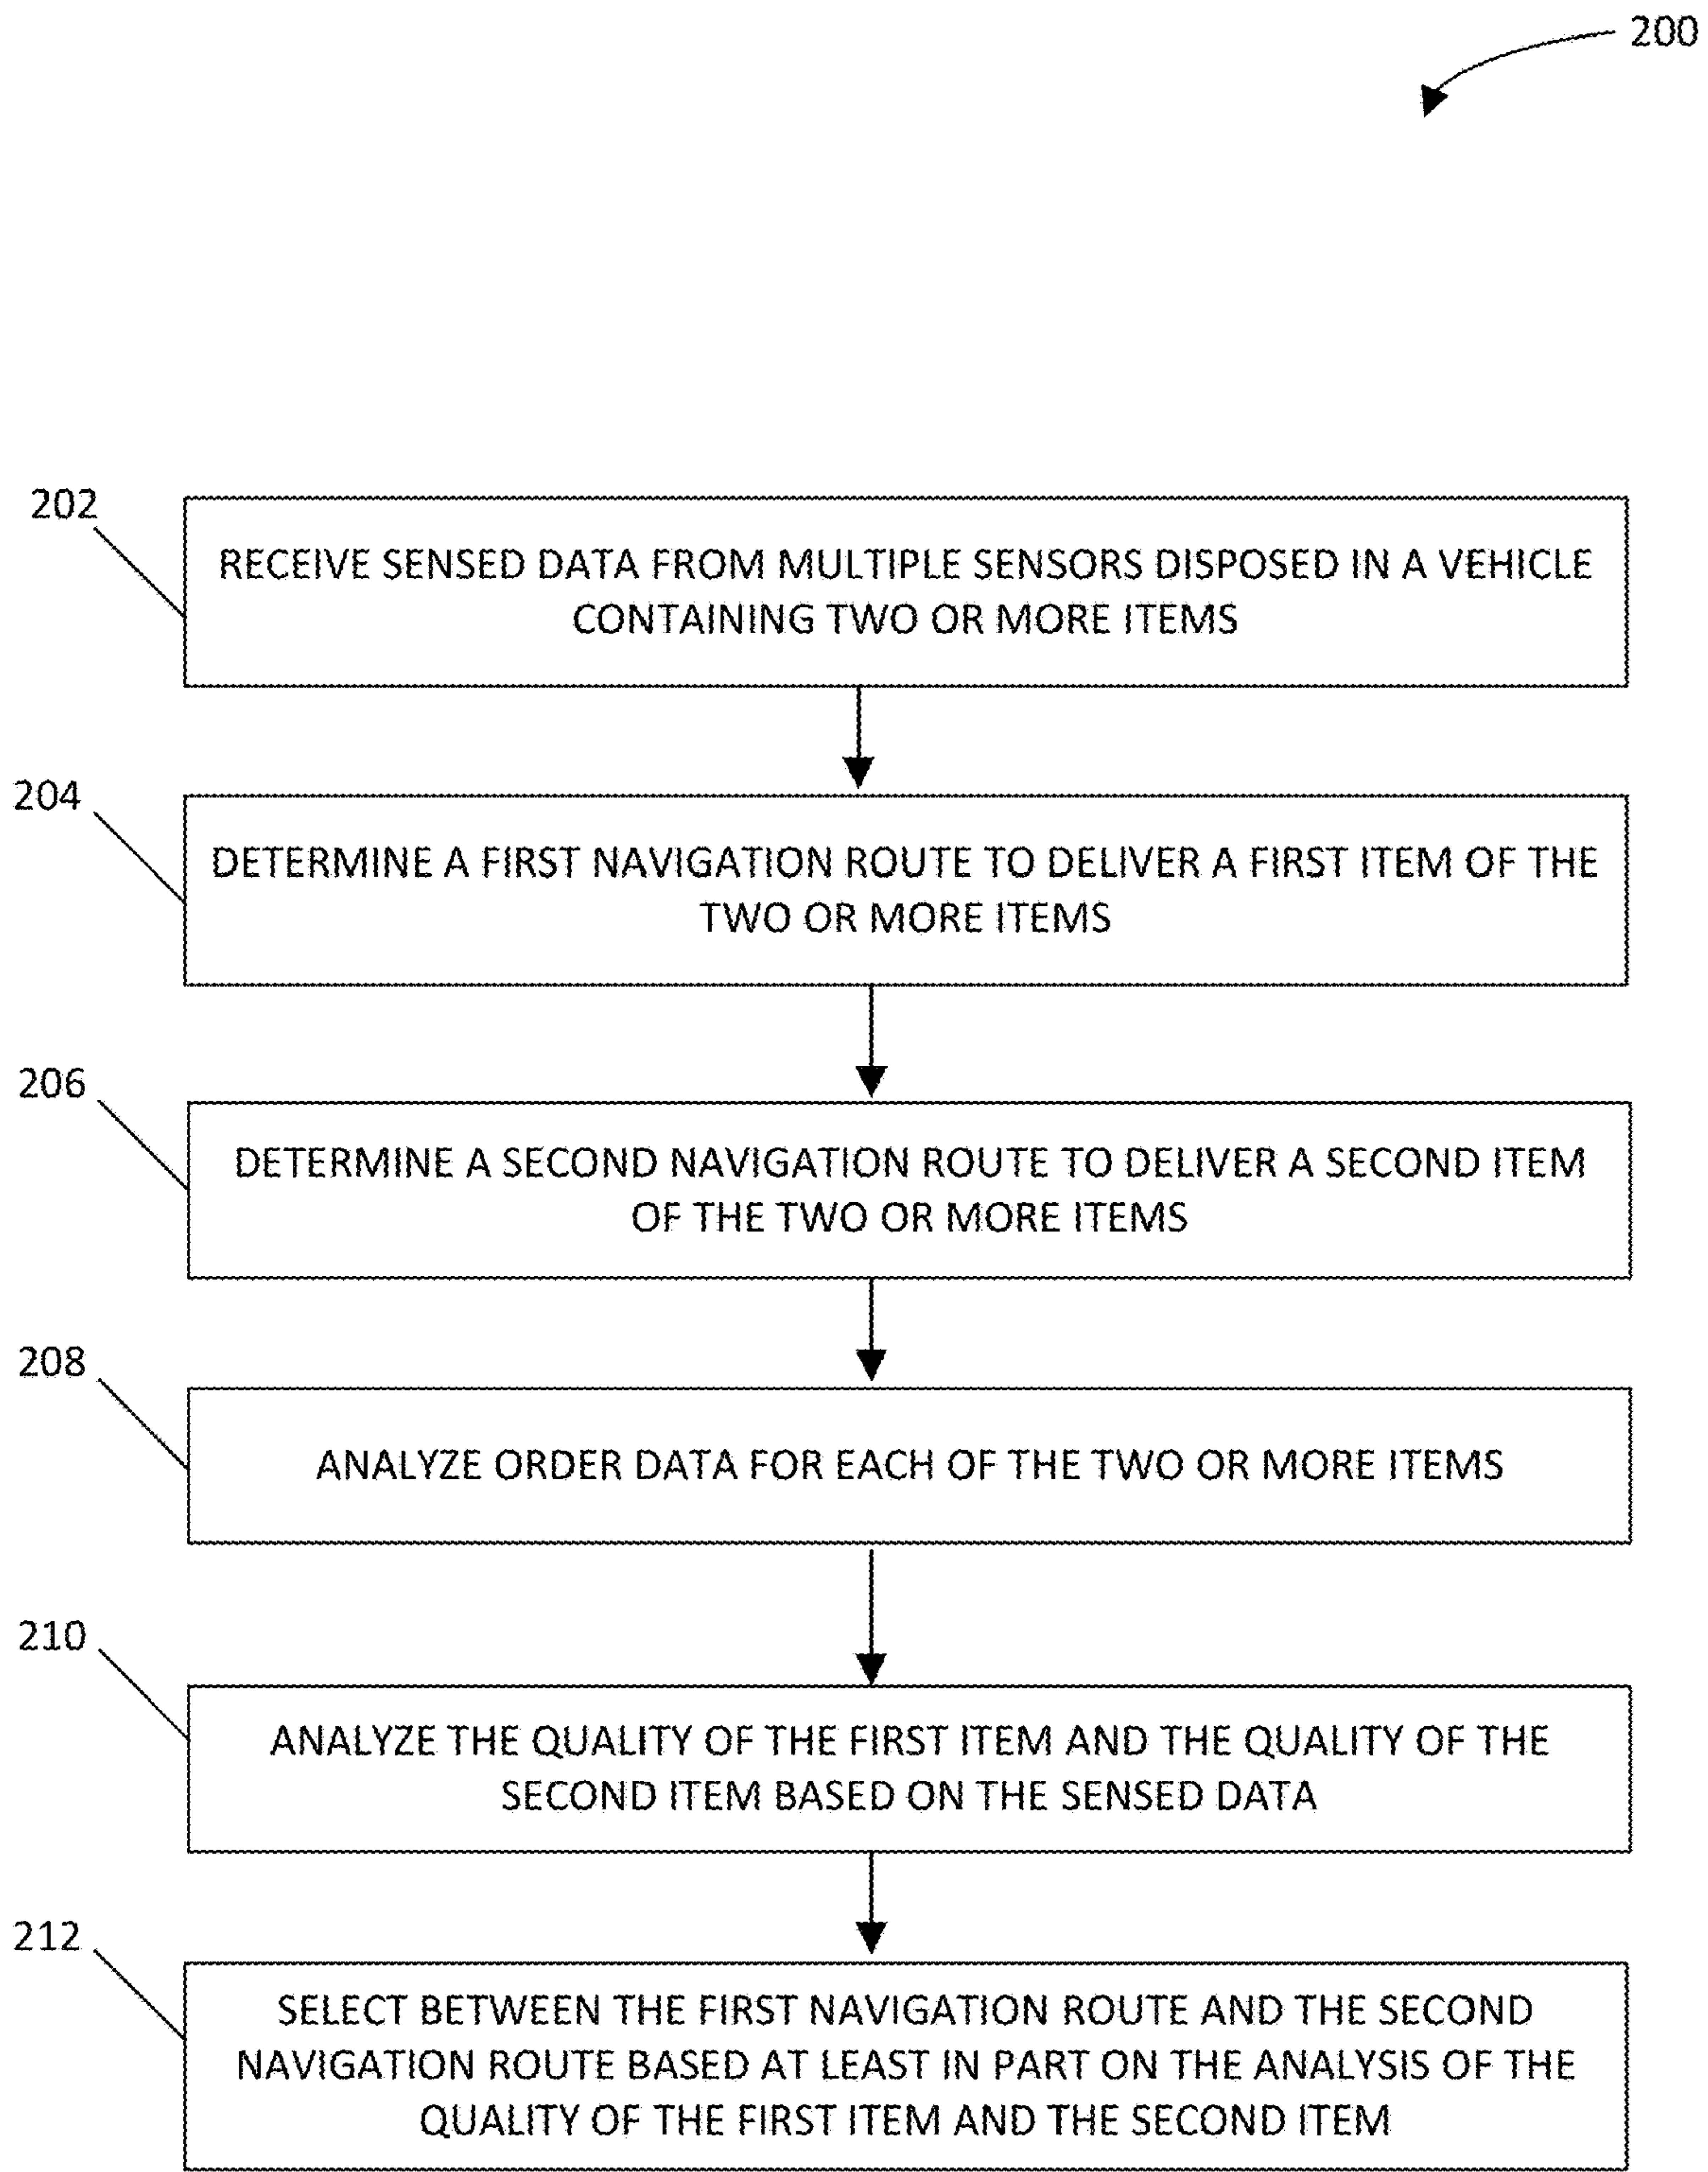 200
202
RECEIVE SENSED DATA FROM MULTIPLE SENSORS DISPOSED IN A VEHICLE
CONTAINING TWO OR MORE ITEMS
204
DETERMINE A FIRST NAVIGATION ROUTE TO DELIVER A FIRST ITEM OF THE
TWO OR MORE ITEMS
206
DETERMINE A SECOND NAVIGATION ROUTE TO DELIVER A SECOND ITEM
OF THE TWO OR MORE ITEMS
208
ANALYZE ORDER DATA FOR EACH OF THE TWO OR MORE ITEMS
210
ANALYZE THE QUALITY OF THE FIRST ITEM AND THE QUALITY OF THE
SECOND ITEM BASED ON THE SENSED DATA
212
SELECT BETWEEN THE FIRST NAVIGATION ROUTE AND THE SECOND
NAVIGATION ROUTE BASED AT LEAST IN PART ON THE ANALYSIS OF THE
QUALITY OF THE FIRST ITEM AND THE SECOND ITEM